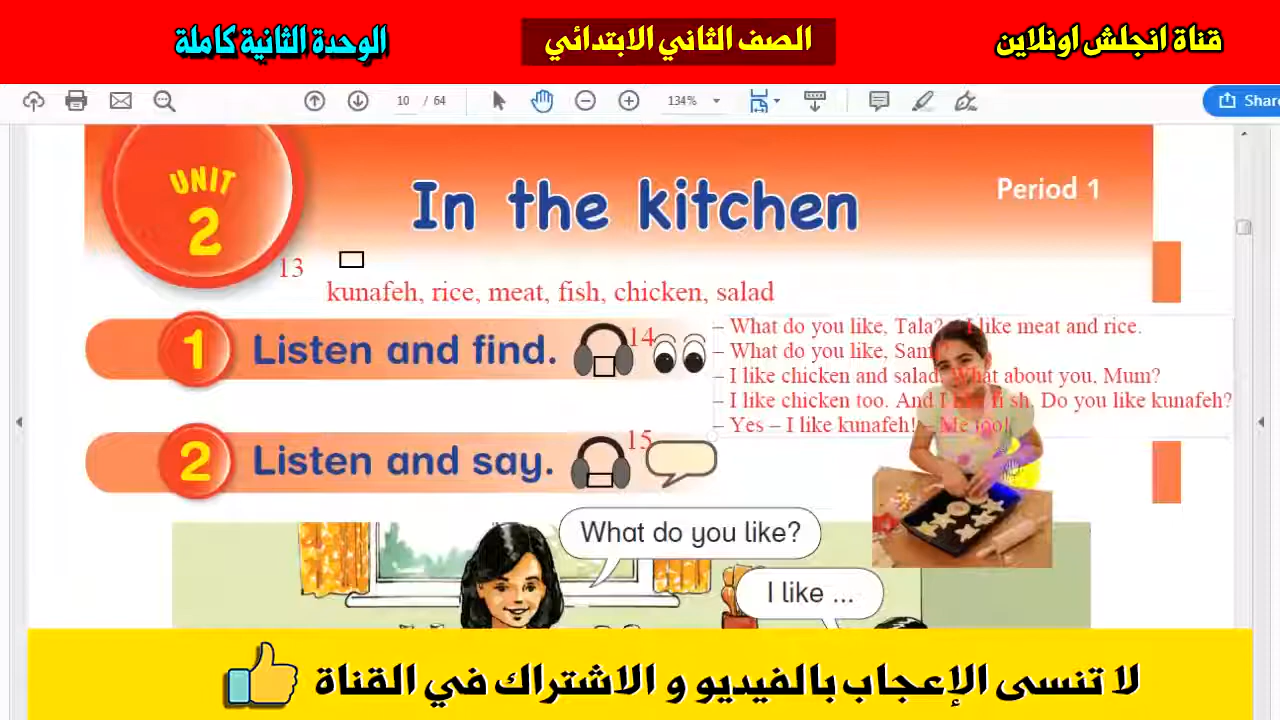 قناة انجلش اونلاين
الصف الثاني الابتدائي
الوحدة الثانية كاملة
10 / 64
134%
Share
UNIT
2
In the kitchen
Period 1
13
kunafeh, rice, meat, fish, chicken, salad
1 Listen and find.
14
– What do you like, Tala? – I like meat and rice.
– What do you like, Sami?
– I like chicken and salad. What about you, Mum?
– I like chicken too. And I like fi sh. Do you like kunafeh?
– Yes – I like kunafeh! – Me too!
2 Listen and say.
15
What do you like?
I like ...
لا تنسى الإعجاب بالفيديو و الاشتراك في القناة